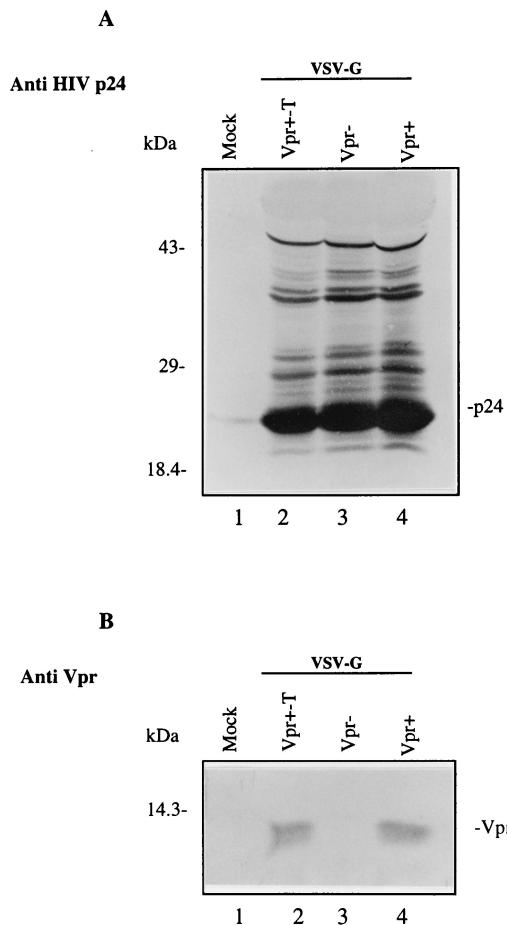 A
VSV-G
Anti HIV p24
kDa
Mock
Vpr+-T
Vpr-
Vpr+
43-
29-
-p24
18.4-
1 2 3 4
B
VSV-G
Anti Vpr
kDa
Mock
Vpr+-T
Vpr-
Vpr+
14.3-
-Vpr
1 2 3 4